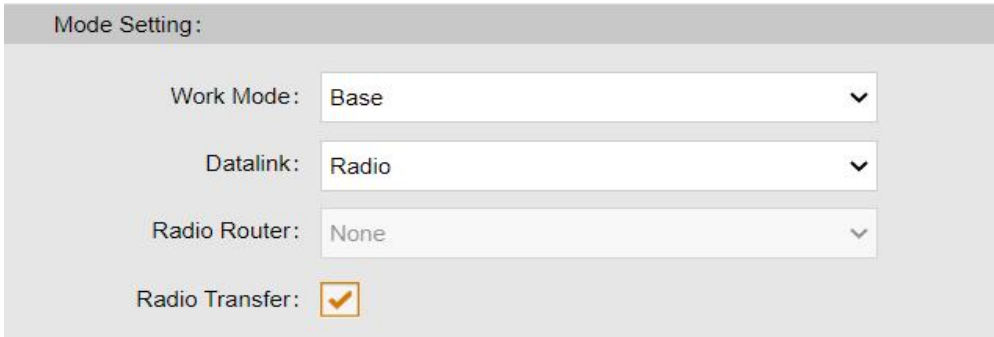 Mode Setting:
Work Mode: Base
Datalink: Radio
Radio Router: None
Radio Transfer: